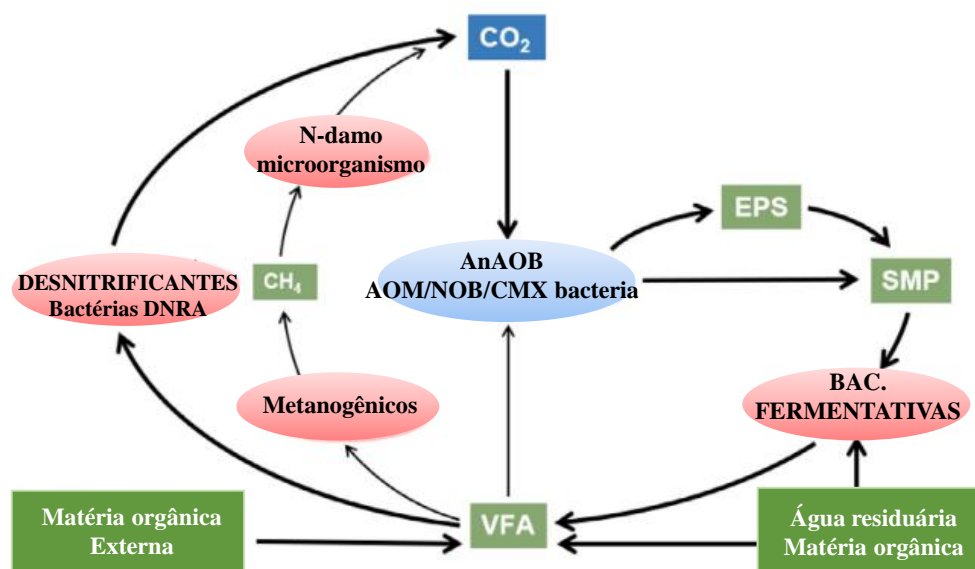 CO₂
N-damo
microorganismo
EPS
AnAOB
AOM/NOB/CMX bacteria
SMP
DESNITRIFICANTES
Bactérias DNRA
CH₄
Metanogênicos
BAC.
FERMENTATIVAS
Matéria orgânica
Externa
VFA
Água residuária
Matéria orgânica